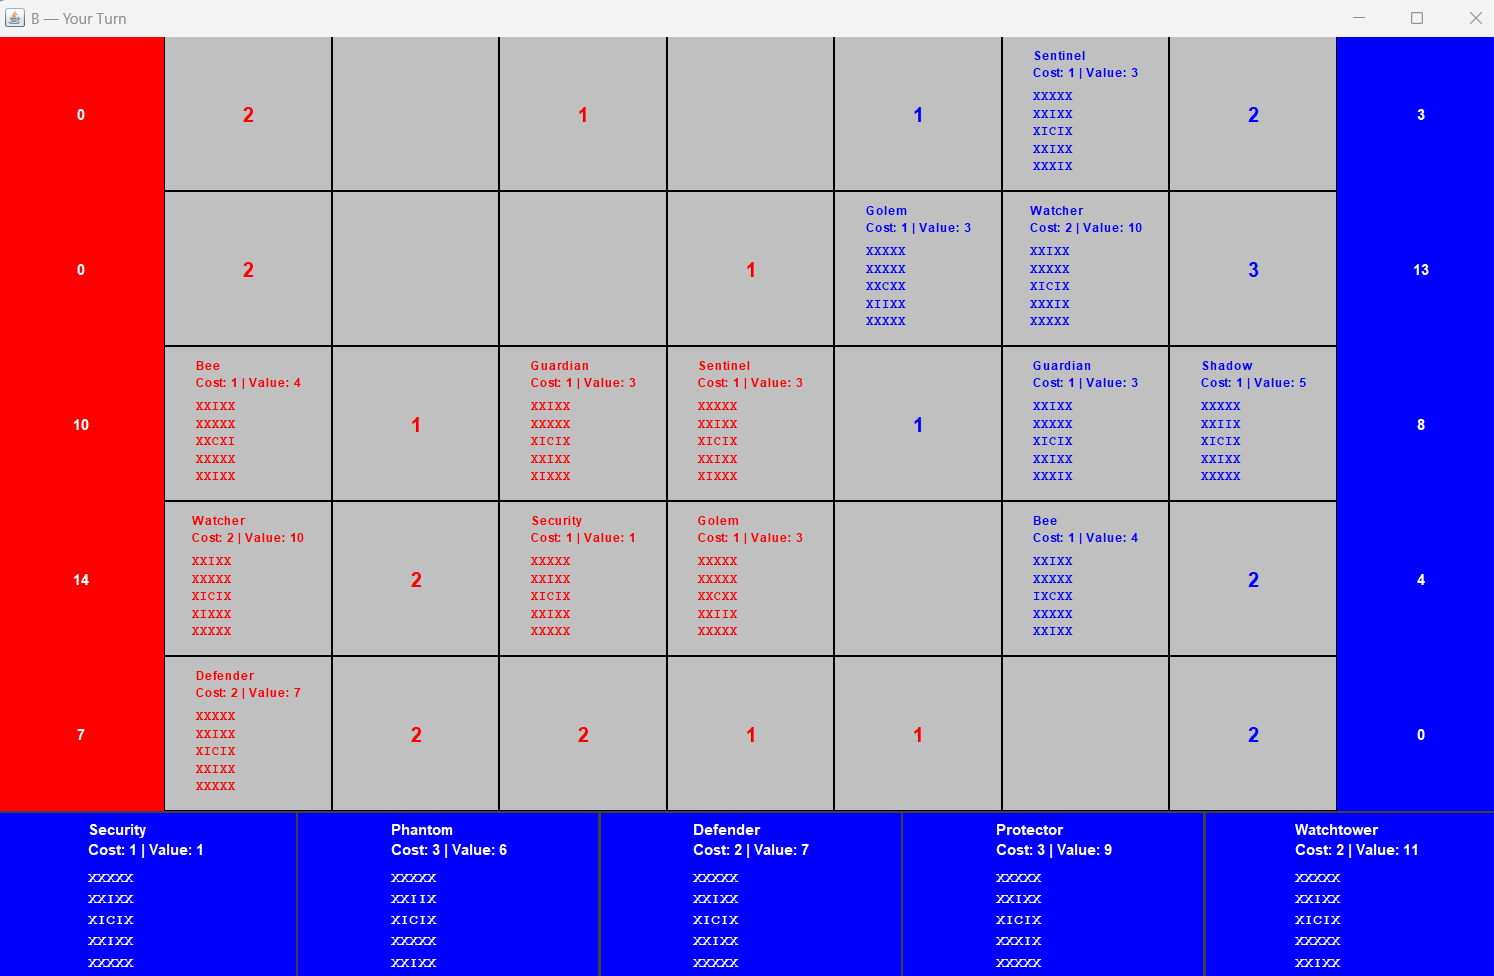 B — Your Turn
0
2
1
1
Sentinel
Cost: 1 | Value: 3
XXXXX
XXIXX
XICIX
XXIXX
XXXIX
2
3
0
2
1
Golem
Cost: 1 | Value: 3
XXXXX
XXXXX
XXCXX
XIIXX
XXXXX
Watcher
Cost: 2 | Value: 10
XXIXX
XXXXX
XICIX
XXXIX
XXXXX
3
13
10
Bee
Cost: 1 | Value: 4
XXIXX
XXXXX
XXCXI
XXXXX
XXIXX
1
Guardian
Cost: 1 | Value: 3
XXIXX
XXXXX
XICIX
XXIXX
XIXXX
Sentinel
Cost: 1 | Value: 3
XXXXX
XXIXX
XICIX
XXIXX
XIXXX
1
Guardian
Cost: 1 | Value: 3
XXIXX
XXXXX
XICIX
XXIXX
XXXIX
Shadow
Cost: 1 | Value: 5
XXXXX
XXIIX
XICIX
XXIXX
XXXXX
8
14
Watcher
Cost: 2 | Value: 10
XXIXX
XXXXX
XICIX
XIXXX
XXXXX
2
Security
Cost: 1 | Value: 1
XXXXX
XXIXX
XICIX
XXIXX
XXXXX
Golem
Cost: 1 | Value: 3
XXXXX
XXXXX
XXCXX
XXIIX
XXXXX
Bee
Cost: 1 | Value: 4
XXIXX
XXXXX
IXCXX
XXXXX
XXIXX
2
4
7
Defender
Cost: 2 | Value: 7
XXXXX
XXIXX
XICIX
XXIXX
XXXXX
2
2
1
1
2
0
Security
Cost: 1 | Value: 1
XXXXX
XXIXX
XICIX
XXIXX
XXXXX
Phantom
Cost: 3 | Value: 6
XXXXX
XXIIX
XICIX
XXXXX
XXIXX
Defender
Cost: 2 | Value: 7
XXXXX
XXIXX
XICIX
XXIXX
XXXXX
Protector
Cost: 3 | Value: 9
XXXXX
XXIXX
XICIX
XXXIX
XXXXX
Watchtower
Cost: 2 | Value: 11
XXXXX
XXIXX
XICIX
XXXXX
XXIXX